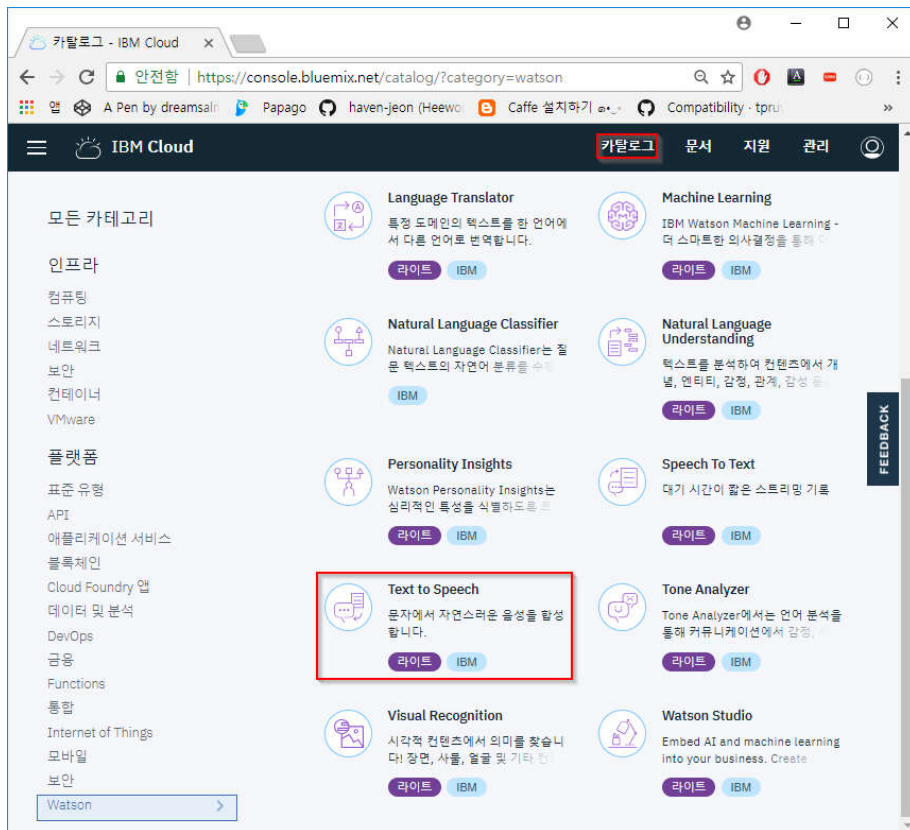 카탈로그 - IBM Cloud
안전함 | https://console.bluemix.net/catalog/?category=watson
앱 A Pen by dreamsaln Papago haven-jeon (Heewo Caffe 설치하기 Compatibility · tpru »
IBM Cloud 카탈로그 문서 지원 관리
모든 카테고리
인프라
컴퓨팅
스토리지
네트워크
보안
컨테이너
VMware
플랫폼
표준 유형
API
애플리케이션 서비스
블록체인
Cloud Foundry 앱
데이터 및 분석
DevOps
금융
Functions
통합
Internet of Things
모바일
보안
Watson
Language Translator
특정 도메인의 텍스트를 한 언어에
서 다른 언어로 번역합니다.
라이트 IBM
Machine Learning
IBM Watson Machine Learning -
더 스마트한 의사결정을 통해
라이트 IBM
Natural Language Classifier
Natural Language Classifier는 질
문 텍스트의 자연어 분류를
IBM
Natural Language
Understanding
텍스트를 분석하여 컨텐츠에서 개
념, 엔티티, 감정, 관계, 감성
라이트 IBM
Personality Insights
Watson Personality Insights는
심리적인 특성을 식별하도록
라이트 IBM
Speech To Text
대기 시간이 짧은 스트리밍 기록
라이트 IBM
Text to Speech
문자에서 자연스러운 음성을 합성
합니다.
라이트 IBM
Tone Analyzer
Tone Analyzer에서는 언어 분석을
통해 커뮤니케이션에서 감정,
라이트 IBM
Visual Recognition
시각적 컨텐츠에서 의미를 찾습니
다! 장면, 사물, 얼굴 및 기타
라이트 IBM
Watson Studio
Embed AI and machine learning
into your business. Create
라이트 IBM
FEEDBACK